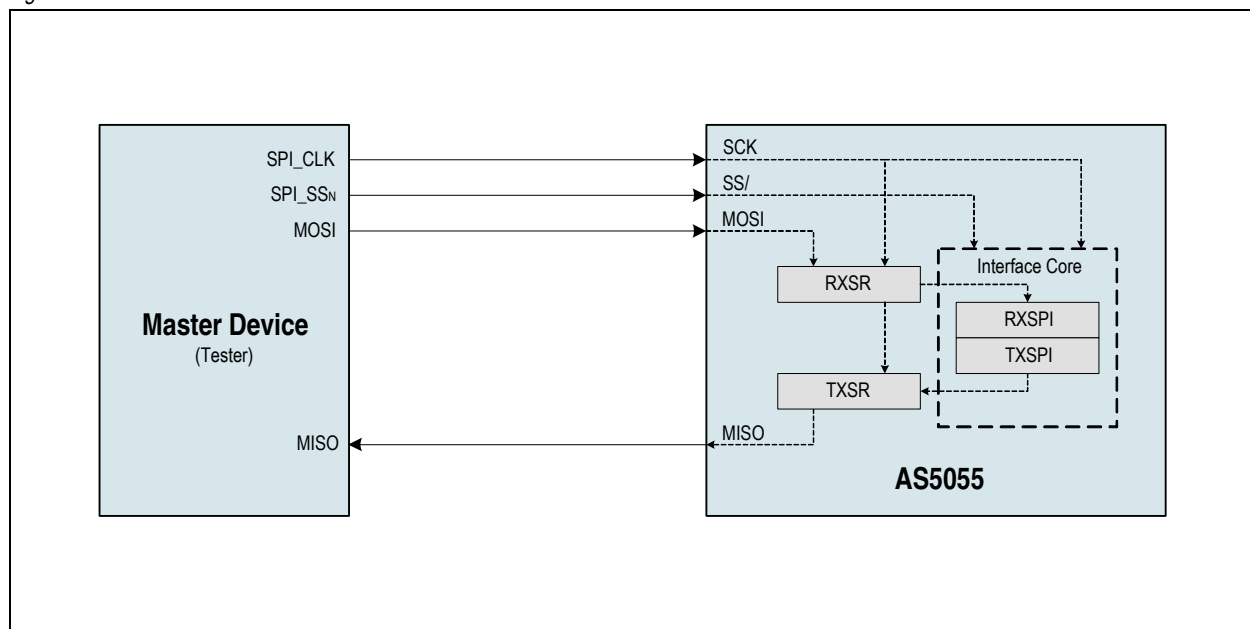 SPI_CLK
SPI_SSN
MOSI
Master Device
(Tester)
MISO
SCK
SS/
MOSI
RXSR
Interface Core
RXSPI
TXSPI
TXSR
MISO
AS5055